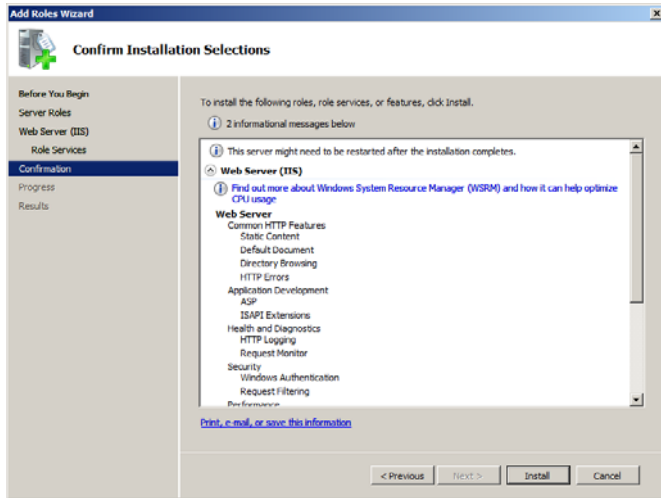 Add Roles Wizard
Confirm Installation Selections
Before You Begin
Server Roles
Web Server (IIS)
Role Services
Confirmation
Progress
Results
To install the following roles, role services, or features, click Install.
2 informational messages below
This server might need to be restarted after the installation completes.
Web Server (IIS)
Find out more about Windows System Resource Manager (WSRM) and how it can help optimize
CPU usage
Web Server
Common HTTP Features
Static Content
Default Document
Directory Browsing
HTTP Errors
Application Development
ASP
ISAPI Extensions
Health and Diagnostics
HTTP Logging
Request Monitor
Security
Windows Authentication
Request Filtering
Performance
Print, e-mail, or save this information
< Previous
Next >
Install
Cancel